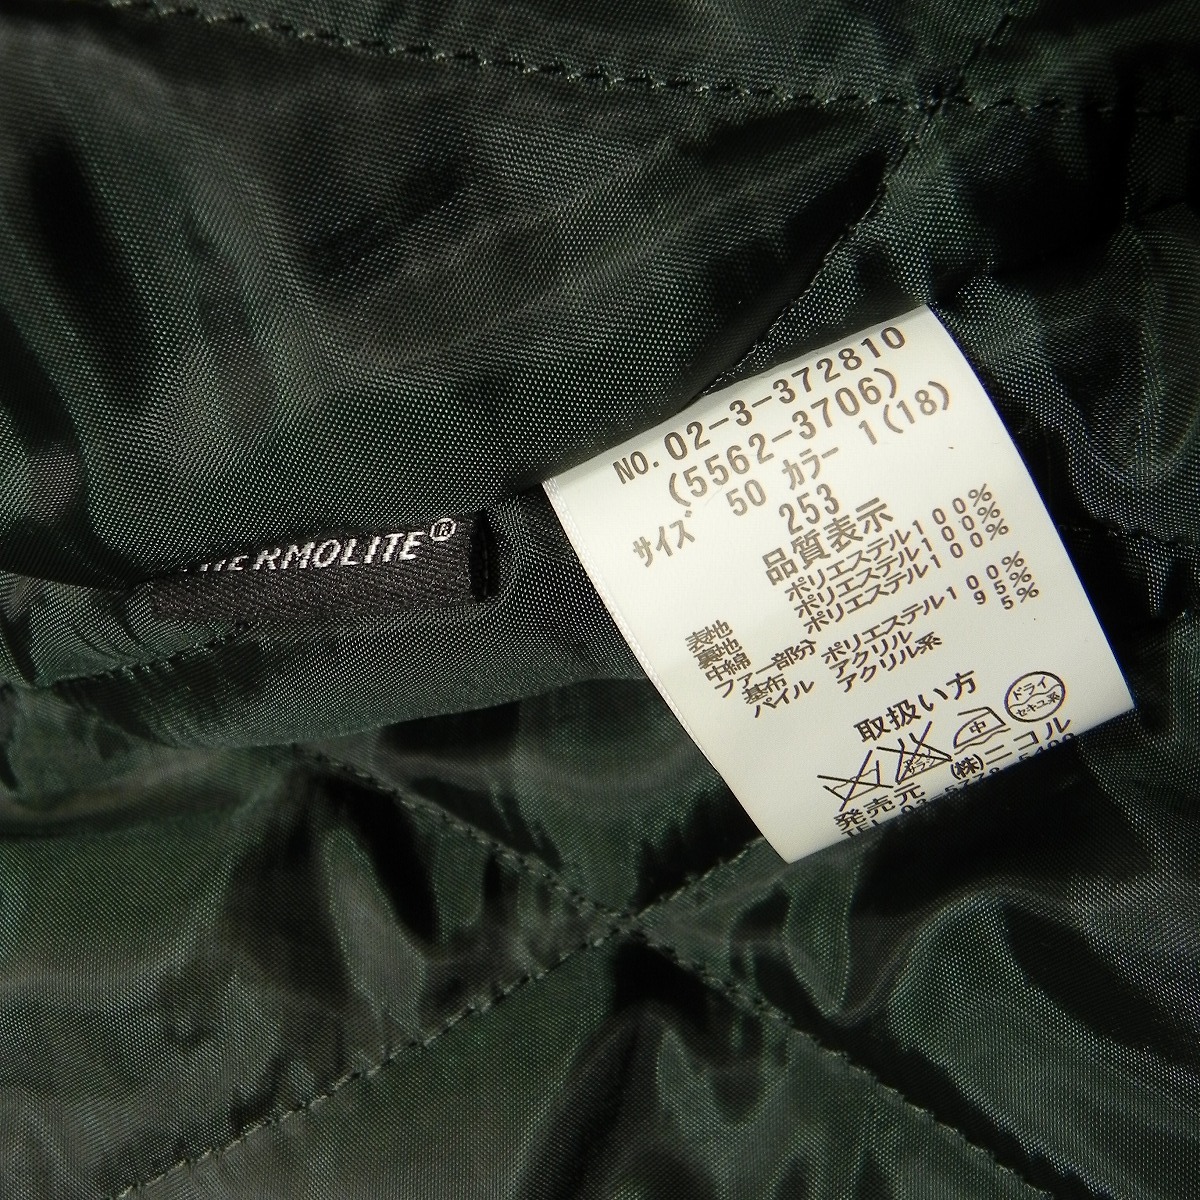 THERMOLITE®
NO. 02-3-372810
(5562-3706)
サイズ 50 カラー 1(18)
253
品質表示
表地 ポリエステル100%
裏地 ポリエステル100%
中綿 ポリエステル100%
ファー部分
基布 ポリエステル100%
パイル アクリル 95%
アクリル系 5%
取扱い方
中
ドライ
セキユ系
発売元 (株)ニコル
TEL 03-5778-5400